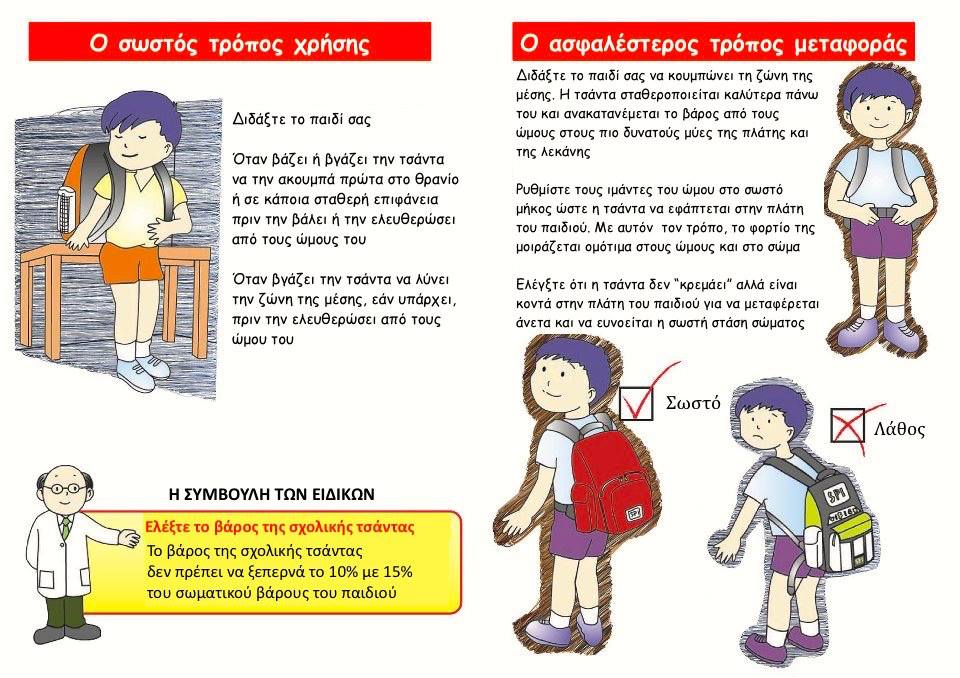 Ο σωστός τρόπος χρήσης
Διδάξτε το παιδί σας
Όταν βάζει ή βγάζει την τσάντα
να την ακουμπά πρώτα στο θρανίο
ή σε κάποια σταθερή επιφάνεια
πριν την βάλει ή την ελευθερώσει
από τους ώμους του
Όταν βγάζει την τσάντα να λύνει
την ζώνη της μέσης, εάν υπάρχει,
πριν την ελευθερώσει από τους
ώμου του
Η ΣΥΜΒΟΥΛΗ ΤΩΝ ΕΙΔΙΚΩΝ
Ελέξτε το βάρος της σχολικής τσάντας
Το βάρος της σχολικής τσάντας
δεν πρέπει να ξεπερνά το 10% με 15%
του σωματικού βάρους του παιδιού
Ο ασφαλέστερος τρόπος μεταφοράς
Διδάξτε το παιδί σας να κουμπώνει τη ζώνη της
μέσης. Η τσάντα σταθεροποιείται καλύτερα πάνω
του και ανακατανέμεται το βάρος από τους
ώμους στους πιο δυνατούς μύες της πλάτης και
της λεκάνης
Ρυθμίστε τους ιμάντες του ώμου στο σωστό
μήκος ώστε η τσάντα να εφάπτεται στην πλάτη
του παιδιού. Με αυτόν τον τρόπο, το φορτίο της
μοιράζεται ομότιμα στους ώμους και στο σώμα
Ελέγξτε ότι η τσάντα δεν "κρεμάει" αλλά είναι
κοντά στην πλάτη του παιδιού για να μεταφέρεται
άνετα και να ευνοείται η σωστή στάση σώματος
Σωστό
Λάθος